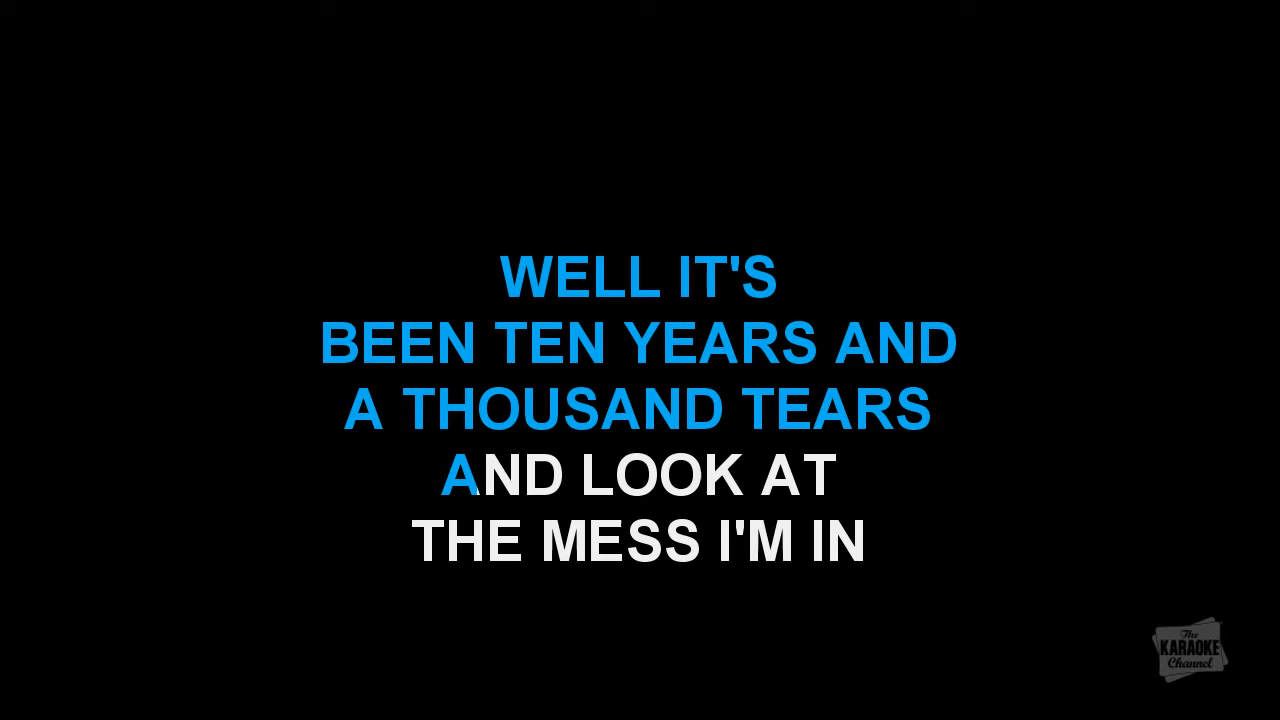 WELL IT'S
BEEN TEN YEARS AND
A THOUSAND TEARS
AND LOOK AT
THE MESS I'M IN
The
KARAOKE
Channel